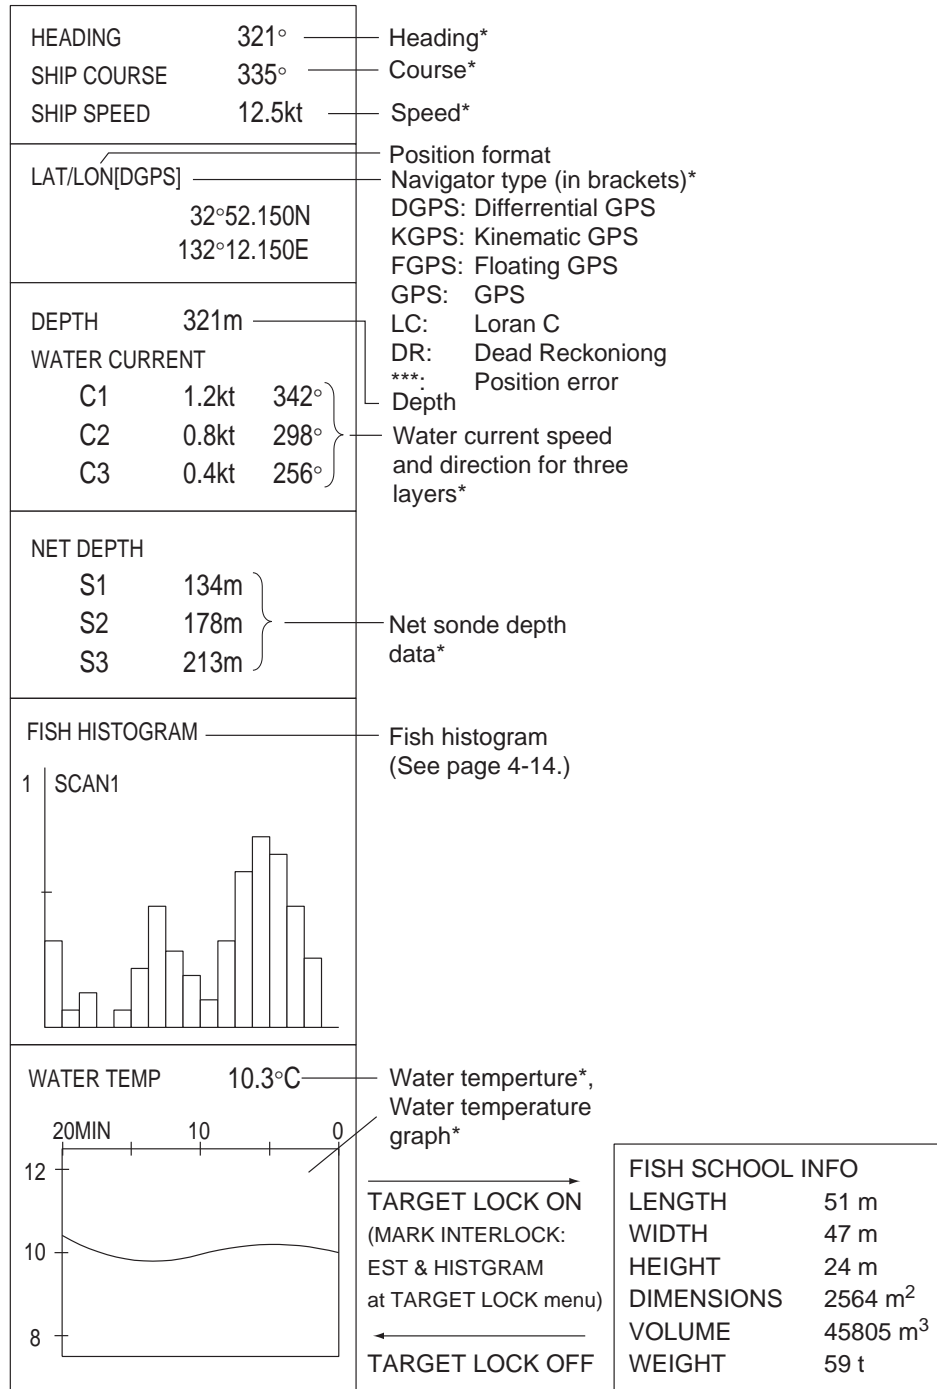 HEADING 321° Heading*
SHIP COURSE 335° Course*
SHIP SPEED 12.5kt Speed*
Position format
LAT/LON[DGPS] Navigator type (in brackets)*
32°52.150N
132°12.150E
DGPS: Differrential GPS
KGPS: Kinematic GPS
FGPS: Floating GPS
GPS: GPS
LC: Loran C
DR: Dead Reckoniong
***: Position error
DEPTH 321m Depth
WATER CURRENT
C1 1.2kt 342°
C2 0.8kt 298°
C3 0.4kt 256°
Water current speed
and direction for three
layers*
NET DEPTH
S1 134m
S2 178m
S3 213m
Net sonde depth
data*
FISH HISTOGRAM
Fish histogram
(See page 4-14.)
1 SCAN1
WATER TEMP 10.3°C
Water temperture*,
Water temperature
graph*
20MIN 10 0
12
10
8
TARGET LOCK ON
(MARK INTERLOCK:
EST & HISTGRAM
at TARGET LOCK menu)
TARGET LOCK OFF
FISH SCHOOL INFO
LENGTH 51 m
WIDTH 47 m
HEIGHT 24 m
DIMENSIONS 2564 m²
VOLUME 45805 m³
WEIGHT 59 t